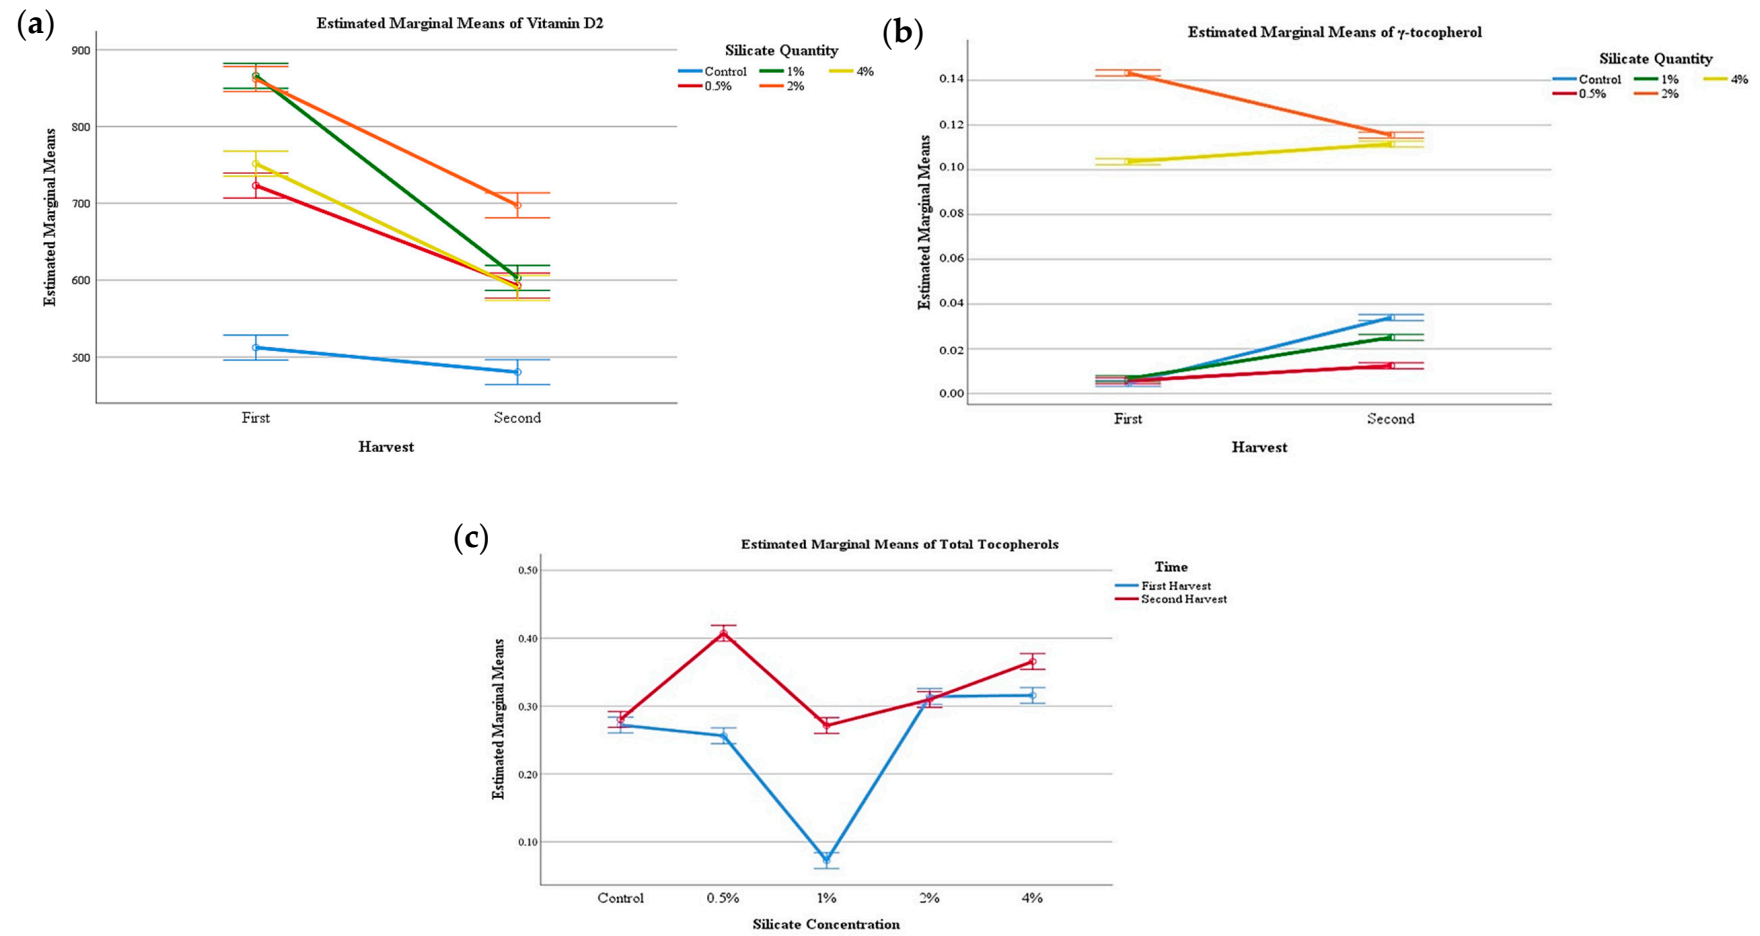 (a)
Estimated Marginal Means of Vitamin D2
Silicate Quantity
Control 1% 4%
0.5% 2%
Estimated Marginal Means
900
800
700
600
500
First Second
Harvest
(b)
Estimated Marginal Means of γ-tocopherol
Silicate Quantity
Control 1% 4%
0.5% 2%
Estimated Marginal Means
0.14
0.12
0.10
0.08
0.06
0.04
0.02
0.00
First Second
Harvest
(c)
Estimated Marginal Means of Total Tocopherols
Time
First Harvest
Second Harvest
Estimated Marginal Means
0.50
0.40
0.30
0.20
0.10
Control 0.5% 1% 2% 4%
Silicate Concentration